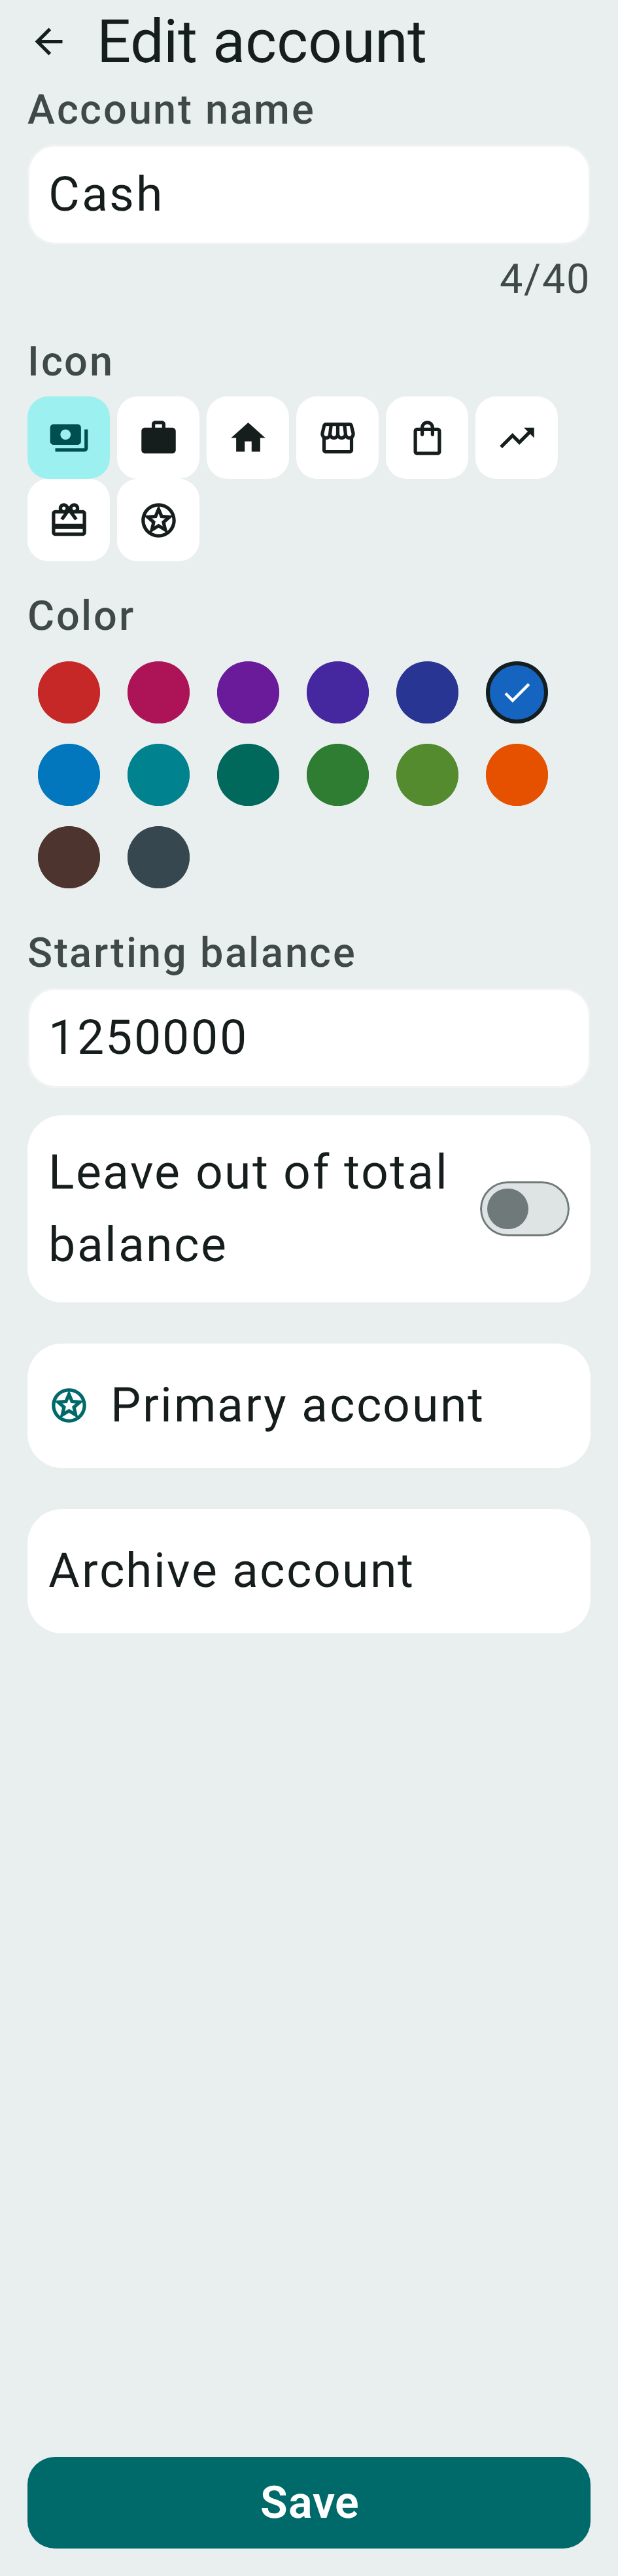 Edit account
Account name
Cash
4/40
Icon
Color
Starting balance
1250000
Leave out of total
balance
Primary account
Archive account
Save